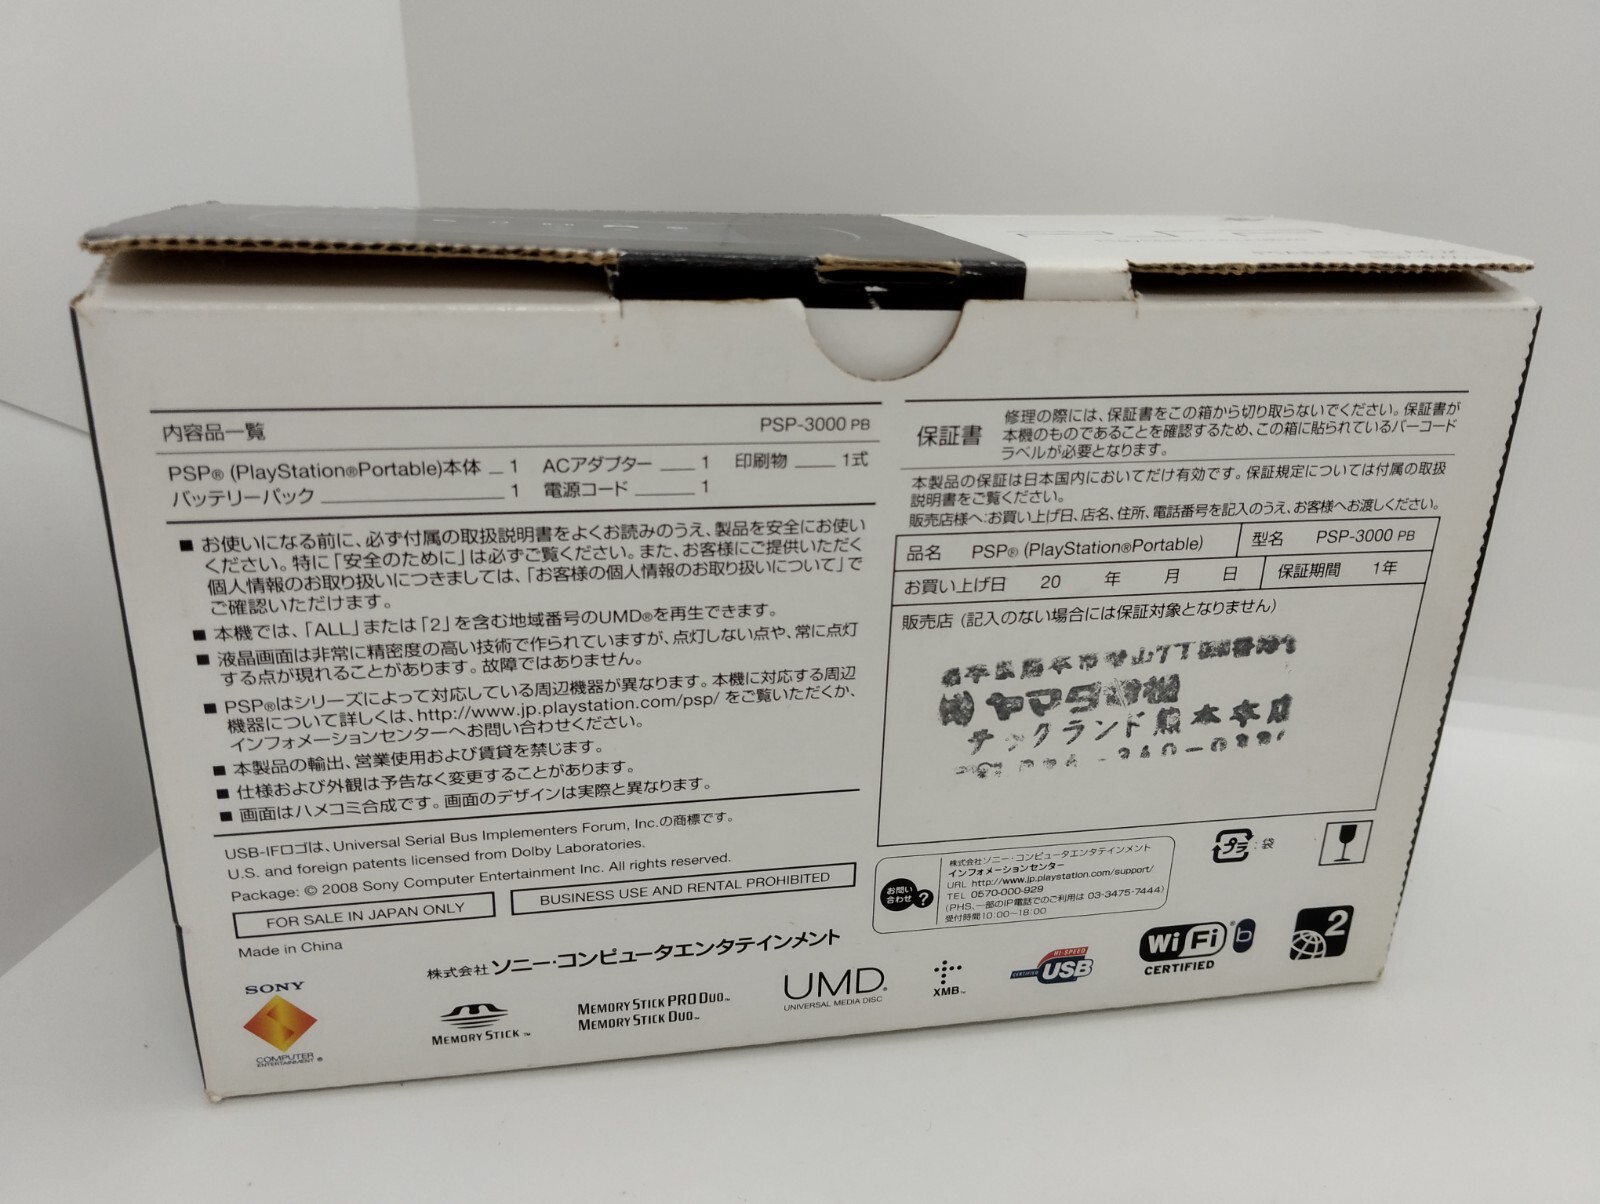 内容品一覧 PSP-3000 PB
PSP® (PlayStation®Portable)本体 1 ACアダプター 1 印刷物 1式
バッテリーパック 1 電源コード 1
■ お使いになる前に、必ず付属の取扱説明書をよくお読みのうえ、製品を安全にお使い
ください。特に「安全のために」は必ずご覧ください。また、お客様にご提供いただく
個人情報のお取り扱いにつきましては、「お客様の個人情報のお取り扱いについて」で
ご確認いただけます。
■ 本機では、「ALL」または「2」を含む地域番号のUMD®を再生できます。
■ 液晶画面は非常に精密度の高い技術で作られていますが、点灯しない点や、常に点灯
する点が現れることがあります。故障ではありません。
■ PSP®はシリーズによって対応している周辺機器が異なります。本機に対応する周辺
機器について詳しくは、http://www.jp.playstation.com/psp/ をご覧いただくか、
インフォメーションセンターへお問い合わせください。
■ 本製品の輸出、営業使用および賃貸を禁じます。
■ 仕様および外観は予告なく変更することがあります。
■ 画面はハメコミ合成です。画面のデザインは実際と異なります。
USB-IFロゴは、Universal Serial Bus Implementers Forum, Inc.の商標です。
U.S. and foreign patents licensed from Dolby Laboratories.
Package: © 2008 Sony Computer Entertainment Inc. All rights reserved.
FOR SALE IN JAPAN ONLY
BUSINESS USE AND RENTAL PROHIBITED
Made in China
株式会社 ソニー・コンピュータエンタテインメント
保証書
修理の際には、保証書をこの箱から切り取らないでください。保証書が
本機のものであることを確認するため、この箱に貼られているバーコード
ラベルが必要となります。
本製品の保証は日本国内においてだけ有効です。保証規定については付属の取扱
説明書をご覧ください。
販売店様へ:お買い上げ日、店名、住所、電話番号を記入のうえ、お客様へお渡しください。
品名 PSP® (PlayStation®Portable) 型名 PSP-3000 PB
お買い上げ日 20 年 月 日 保証期間 1年
販売店 (記入のない場合には保証対象となりません)
テックランド熊本本店
お問い
合わせ ?
株式会社ソニー・コンピュータエンタテインメント
インフォメーションセンター
URL http://www.jp.playstation.com/support/
TEL 0570-000-929
(PHS、一部のIP電話でのご利用は 03-3475-7444)
受付時間10:00~18:00
プラ : 袋
SONY
COMPUTER
ENTERTAINMENT ®
MEMORY STICK ™
MEMORY STICK PRO DUO™
MEMORY STICK DUO™
UMD®
UNIVERSAL MEDIA DISC
XMB™
HI-SPEED
CERTIFIED USB
Wi Fi ® b
CERTIFIED
2